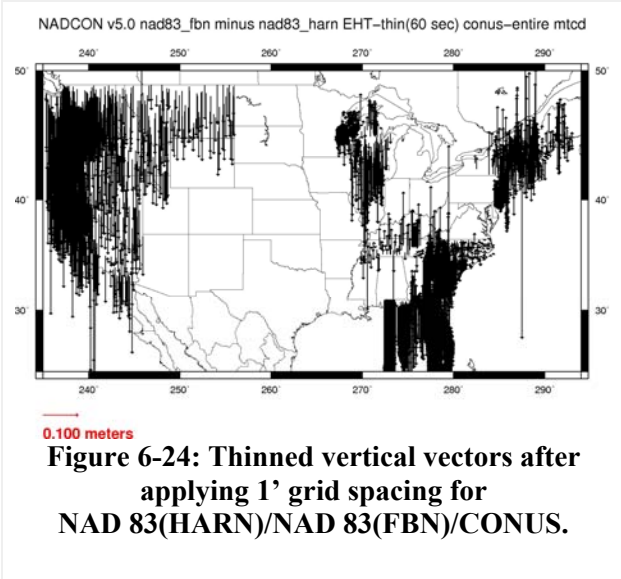 NADCON v5.0 nad83_fbn minus nad83_harn EHT−thin(60 sec) conus−entire mtcd
240˚ 250˚ 260˚ 270˚ 280˚ 290˚
50˚ 50˚
40˚ 40˚
30˚ 30˚
240˚ 250˚ 260˚ 270˚ 280˚ 290˚
0.100 meters
Figure 6-24: Thinned vertical vectors after
applying 1’ grid spacing for
NAD 83(HARN)/NAD 83(FBN)/CONUS.